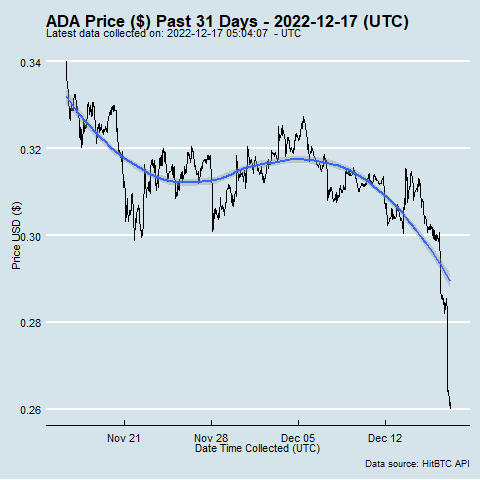 ADA Price ($) Past 31 Days - 2022-12-17 (UTC)
Latest data collected on: 2022-12-17 05:04:07 - UTC
0.34
0.32
0.30
0.28
0.26
Price USD ($)
Nov 21 Nov 28 Dec 05 Dec 12
Date Time Collected (UTC)
Data source: HitBTC API